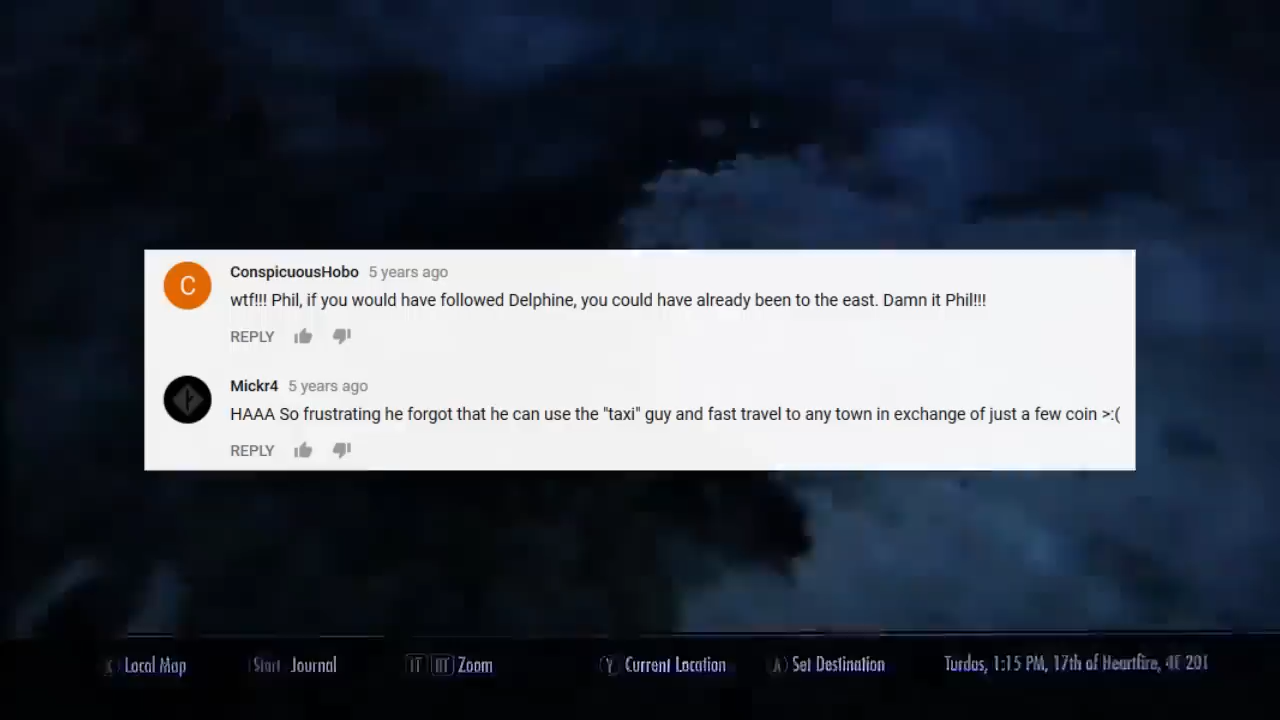 ConspicuousHobo 5 years ago
wtf!!! Phil, if you would have followed Delphine, you could have already been to the east. Damn it Phil!!!
REPLY
Mickr4 5 years ago
HAAA So frustrating he forgot that he can use the "taxi" guy and fast travel to any town in exchange of just a few coin >:(
REPLY
Local Map Start Journal Zoom Y Current Location A Set Destination Turdas, 1:15 PM, 17th of Heartfire, 4E 201